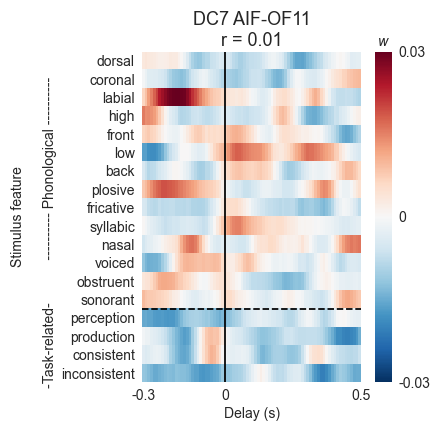 DC7 AIF-OF11
r = 0.01
w
dorsal
coronal
labial
high
front
low
back
plosive
fricative
syllabic
nasal
voiced
obstruent
sonorant
perception
production
consistent
inconsistent
Stimulus feature
-Task-related- ---------- Phonological ----------
-0.3
0
0.5
Delay (s)
0.03
0
-0.03